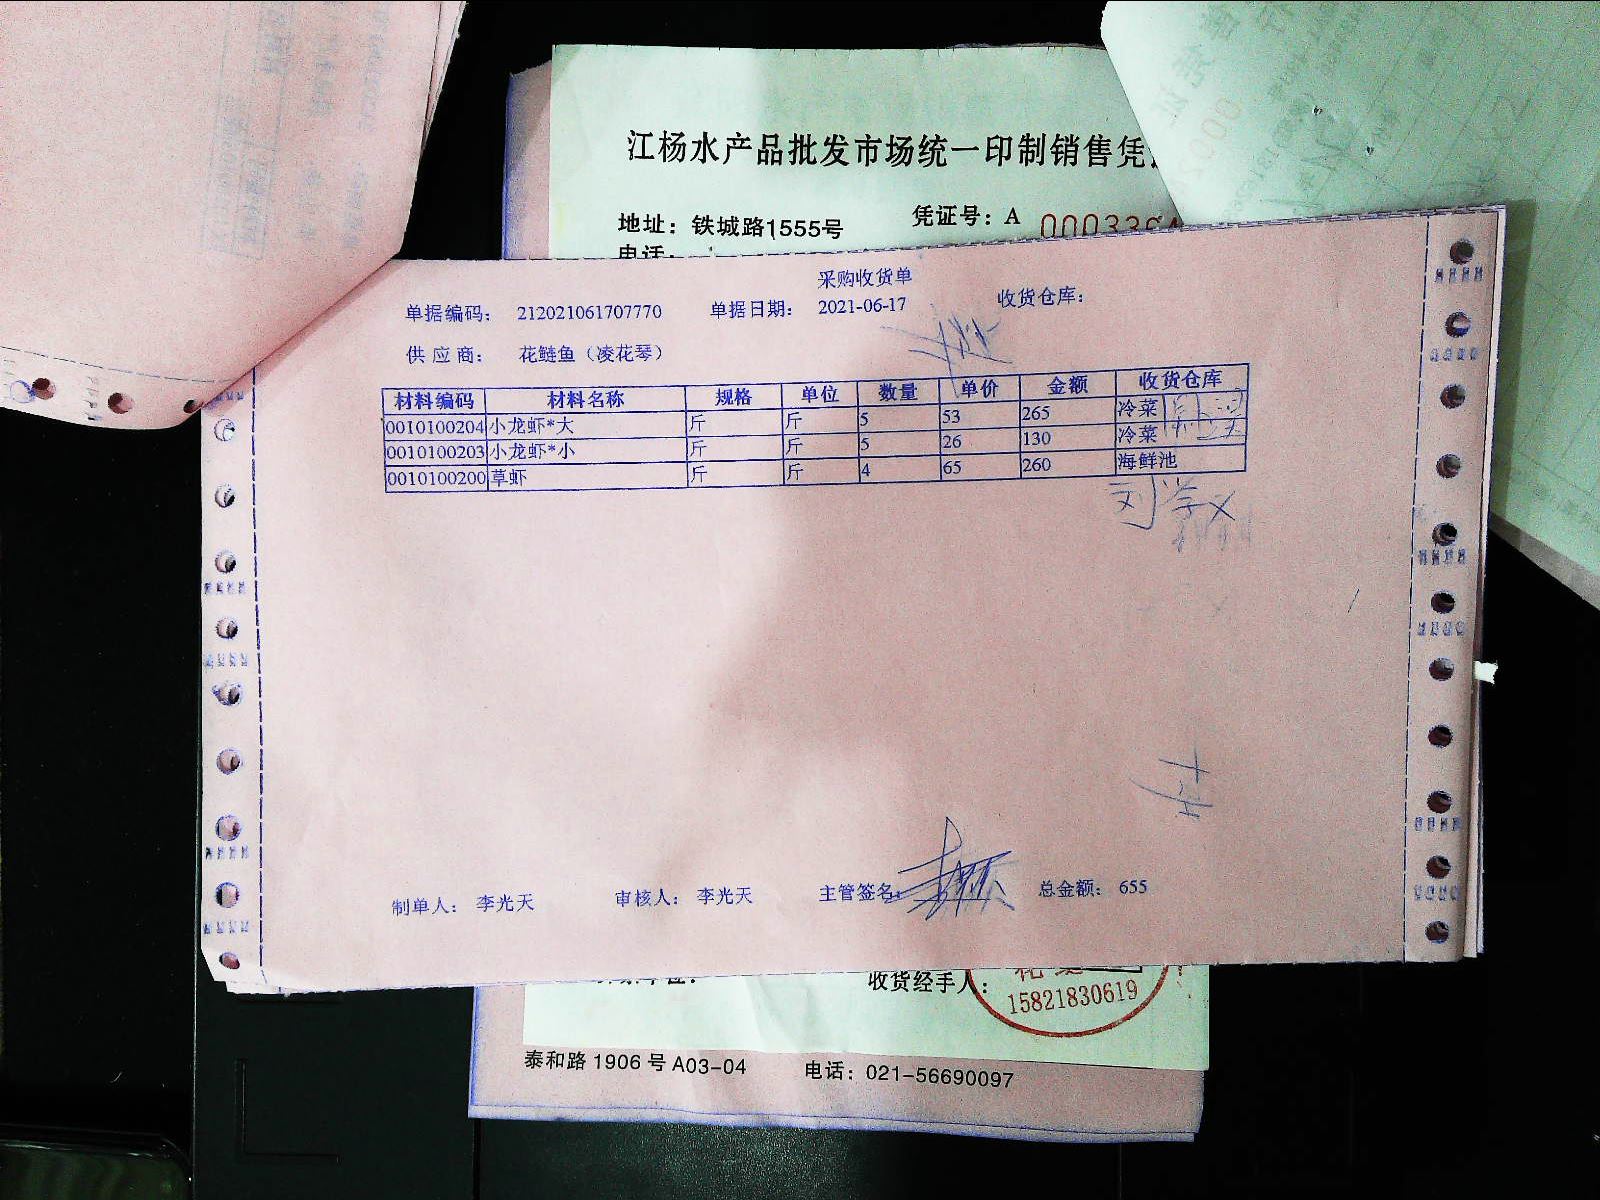 江杨水产品批发市场统一印制销售凭
地址：铁城路1555号 凭证号：A 0003364
电话：
采购收货单
单据编码： 212021061707770 单据日期： 2021-06-17 收货仓库：
供 应 商： 花鲢鱼（凌花琴）
材料编码 材料名称 规格 单位 数量 单价 金额 收货仓库
0010100204 小龙虾*大 斤 斤 5 53 265 冷菜
0010100203 小龙虾*小 斤 斤 5 26 130 冷菜
0010100200 草虾 斤 斤 4 65 260 海鲜池
刘学义
制单人： 李光天 审核人： 李光天 主管签名： 总金额： 655
收货经手人：
15821830619
泰和路 1906 号 A03-04 电话：021-56690097